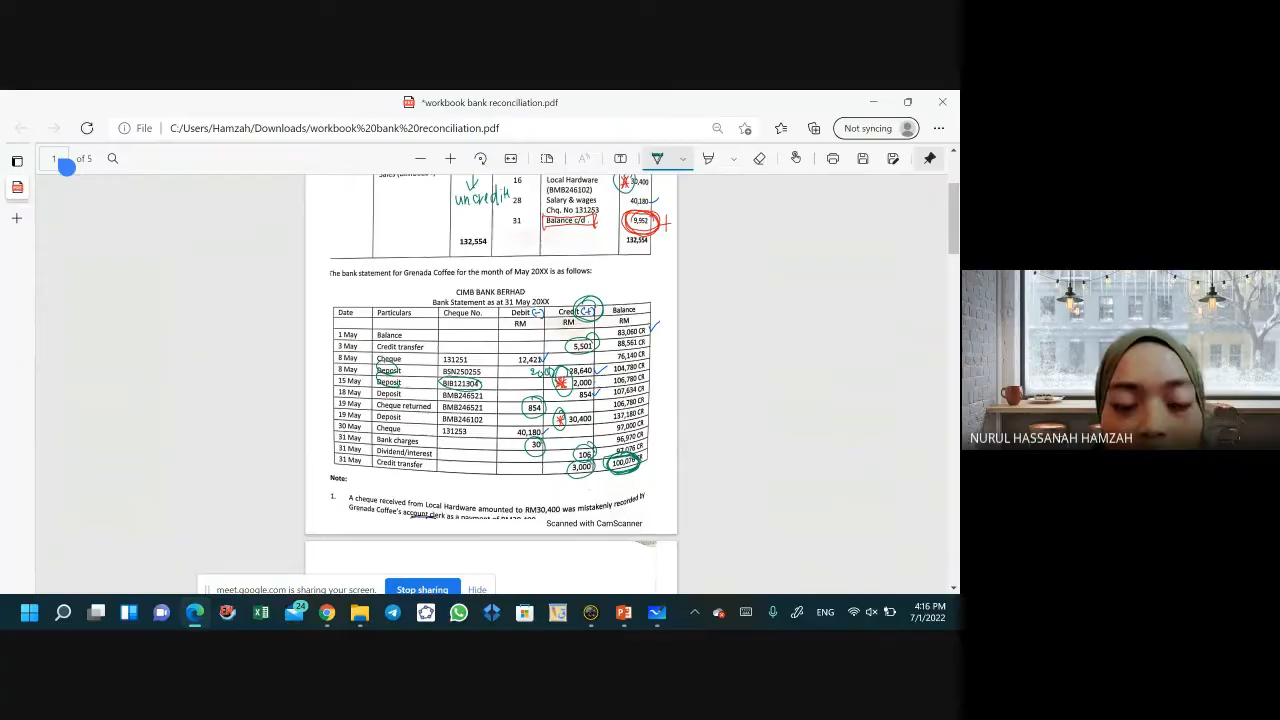 *workbook bank reconciliation.pdf
File C:/Users/Hamzah/Downloads/workbook%20bank%20reconciliation.pdf Not syncing
1 of 5
16 Local Hardware 30,400
(BMB246102)
uncredit
28 Salary & wages 40,180
Chq. No 131253
31 Balance c/d 9,952 +
132,554 132,554
The bank statement for Grenada Coffee for the month of May 20XX is as follows:
CIMB BANK BERHAD
Bank Statement as at 31 May 20XX
Date Particulars Cheque No. Debit (-) Credit (+) Balance
RM RM RM
1 May Balance 83,060 CR
3 May Credit transfer 5,501 88,561 CR
8 May Cheque 131251 12,421 76,140 CR
8 May Deposit BSN250255 28,640 104,780 CR
15 May Deposit BIB121304 2,000 106,780 CR
18 May Deposit BMB246521 854 107,634 CR
19 May Cheque returned BMB246521 854 106,780 CR
19 May Deposit BMB246102 30,400 137,180 CR
30 May Cheque 131253 40,180 97,000 CR
31 May Bank charges 30 96,970 CR
31 May Dividend/interest 106 97,076 CR
31 May Credit transfer 3,000 100,076 CR
Note:
1. A cheque received from Local Hardware amounted to RM30,400 was mistakenly recorded by
Grenada Coffee's account clerk as a payment of RM30,400
Scanned with CamScanner
meet.google.com is sharing your screen. Stop sharing Hide
24
ENG
4:16 PM
7/1/2022
NURUL HASSANAH HAMZAH